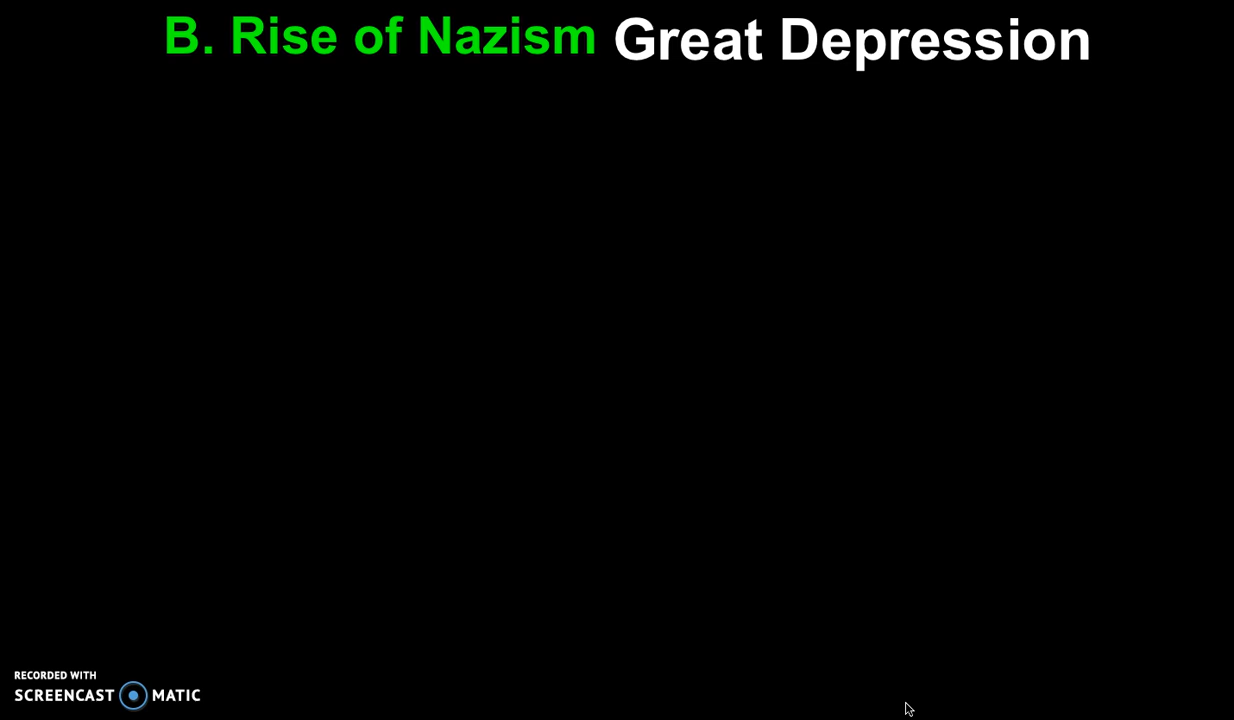 B. Rise of Nazism Great Depression
RECORDED WITH
SCREENCAST MATIC